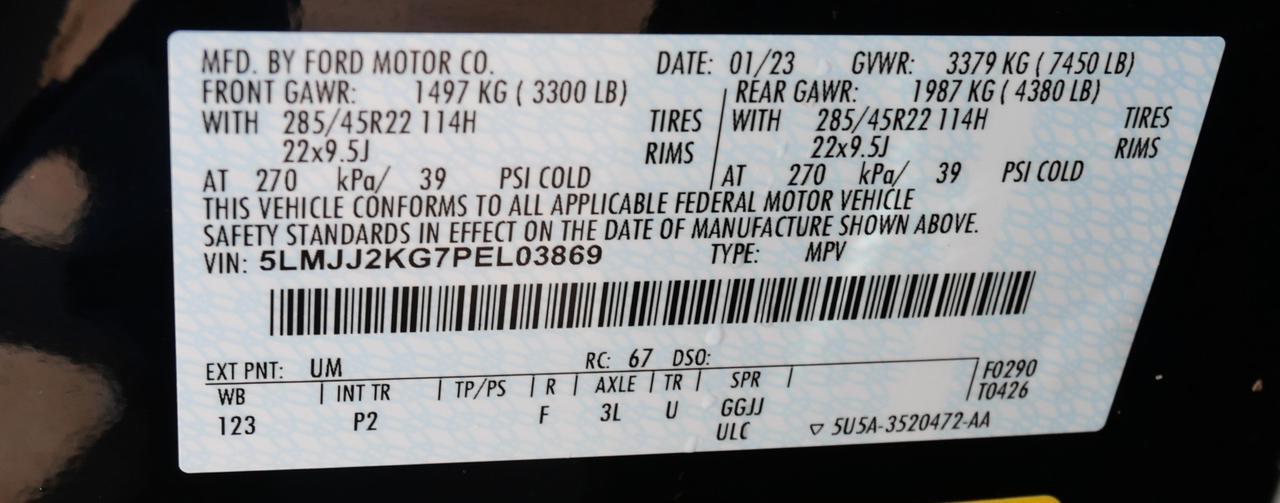 MFD. BY FORD MOTOR CO. DATE: 01/23 GVWR: 3379 KG ( 7450 LB)
FRONT GAWR: 1497 KG ( 3300 LB) REAR GAWR: 1987 KG ( 4380 LB)
WITH 285/45R22 114H TIRES WITH 285/45R22 114H TIRES
22x9.5J RIMS 22x9.5J RIMS
AT 270 kPa/ 39 PSI COLD AT 270 kPa/ 39 PSI COLD
THIS VEHICLE CONFORMS TO ALL APPLICABLE FEDERAL MOTOR VEHICLE
SAFETY STANDARDS IN EFFECT ON THE DATE OF MANUFACTURE SHOWN ABOVE.
VIN: 5LMJJ2KG7PEL03869 TYPE: MPV
EXT PNT: UM RC: 67 DSO:
WB | INT TR | TP/PS | R | AXLE | TR | SPR | F0290
T0426
123 P2 F 3L U GGJJ
ULC ▽ 5U5A-3520472-AA